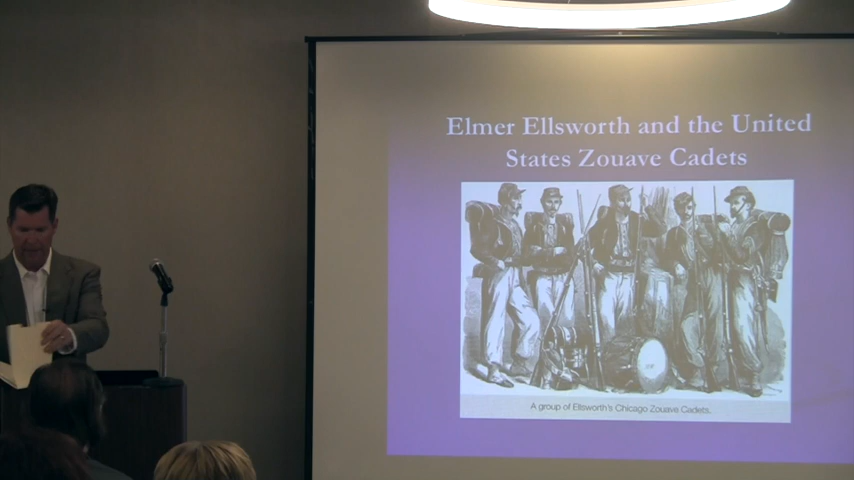 Elmer Ellsworth and the United
States Zouave Cadets
A group of Ellsworth's Chicago Zouave Cadets.